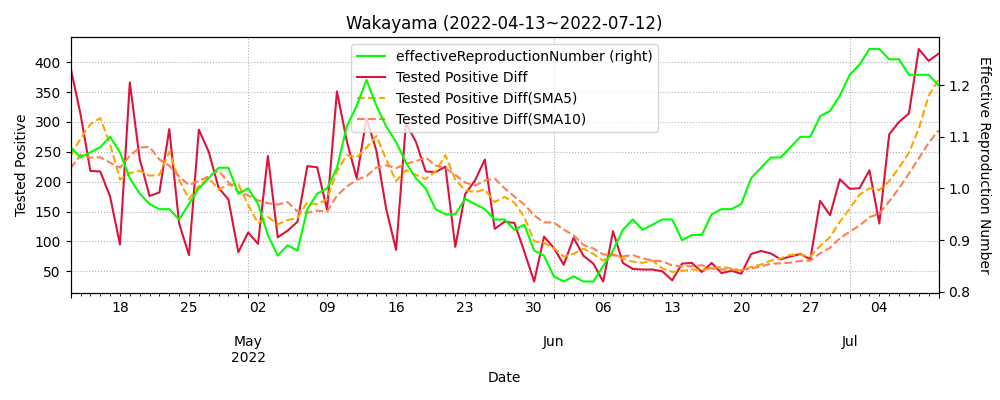 Wakayama (2022-04-13~2022-07-12)
effectiveReproductionNumber (right)
Tested Positive Diff
Tested Positive Diff(SMA5)
Tested Positive Diff(SMA10)
Tested Positive
400
350
300
250
200
150
100
50
Effective Reproduction Number
1.2
1.1
1.0
0.9
0.8
18 25 02 09 16 23 30 06 13 20 27 04
May Jun Jul
2022
Date